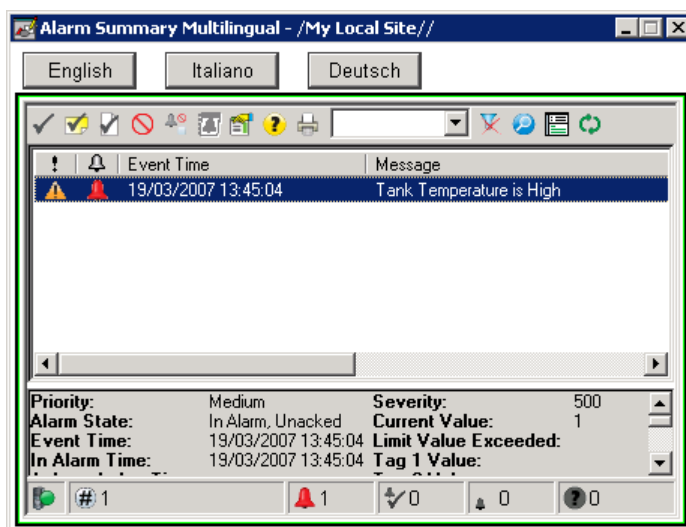 Alarm Summary Multilingual - /My Local Site//
English Italiano Deutsch
! Event Time Message
19/03/2007 13:45:04 Tank Temperature is High
Priority: Medium Severity: 500
Alarm State: In Alarm, Unacked Current Value: 1
Event Time: 19/03/2007 13:45:04 Limit Value Exceeded:
In Alarm Time: 19/03/2007 13:45:04 Tag 1 Value:
# 1 1 0 0 ? 0